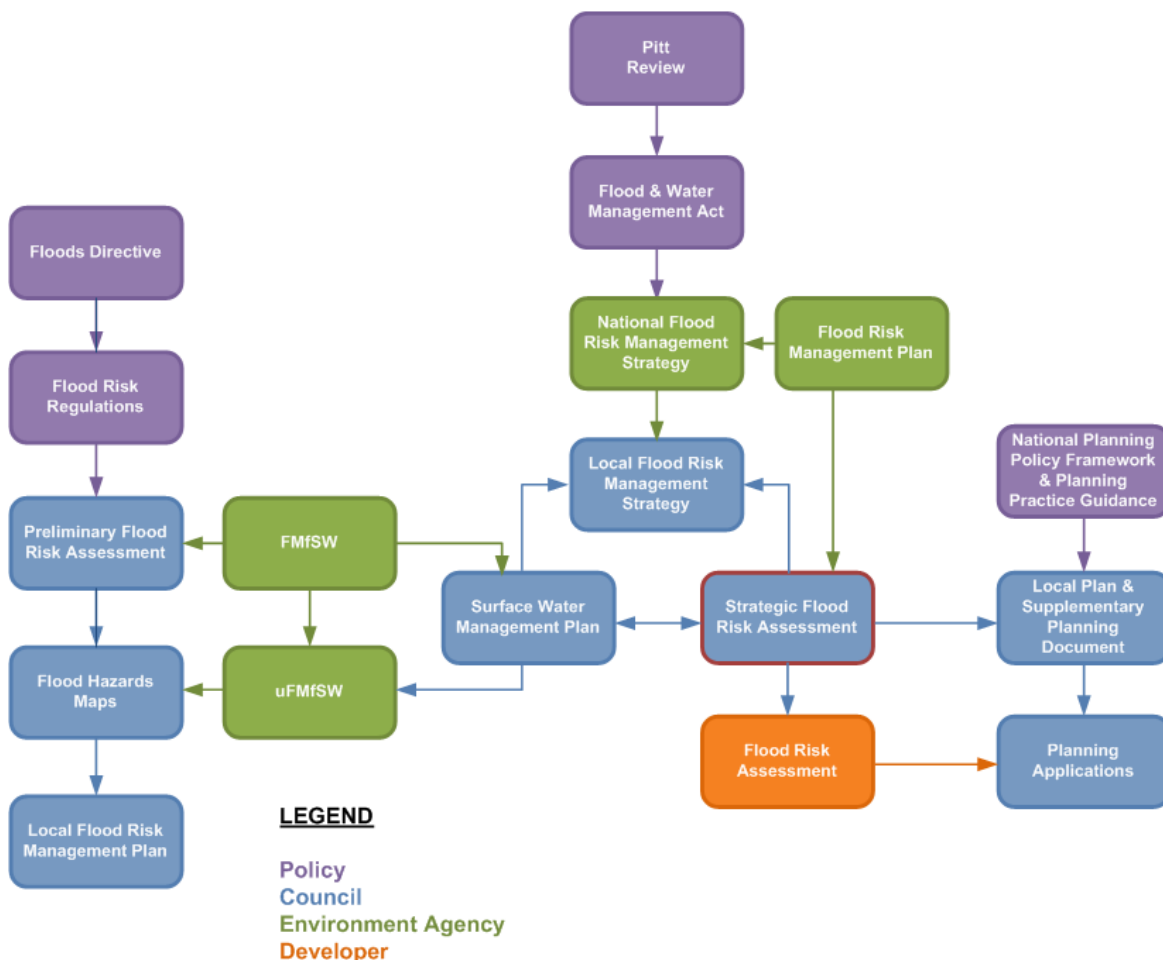 Pitt
Review
Flood & Water
Management Act
Floods Directive
National Flood
Risk Management
Strategy
Flood Risk
Management Plan
Flood Risk
Regulations
Local Flood Risk
Management
Strategy
National Planning
Policy Framework
& Planning
Practice Guidance
Preliminary Flood
Risk Assessment
FMfSW
Surface Water
Management Plan
Strategic Flood
Risk Assessment
Local Plan &
Supplementary
Planning
Document
Flood Hazards
Maps
uFMfSW
Flood Risk
Assessment
Planning
Applications
Local Flood Risk
Management Plan
LEGEND
Policy
Council
Environment Agency
Developer